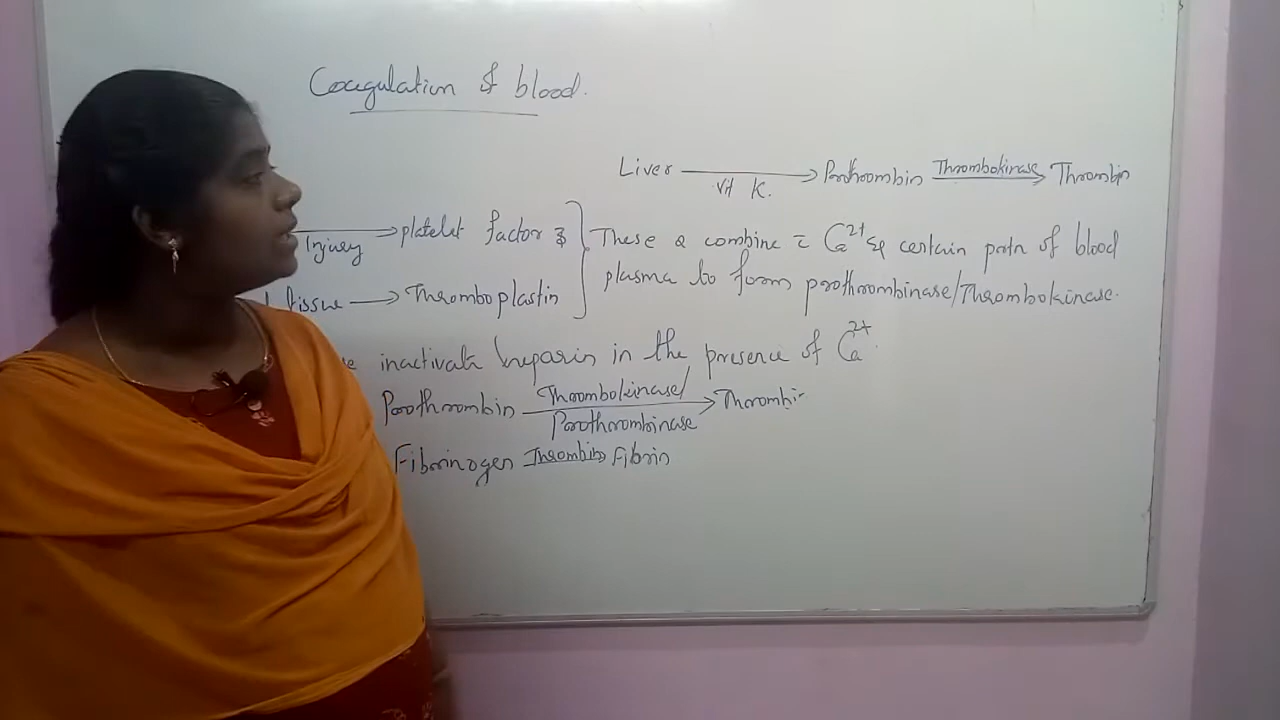 Coagulation of blood.
Liver ⟶ Prothrombin Thrombokinase ⟶ Thrombin
Vit K.
Injury ⟶ platelet factor 3 } These 2 combine c̄ Ca2+ & certain protn of blood
tissue ⟶ Thromboplastin plasma to form prothrombinase/Thrombokinase.
inactivate heparin in the presence of Ca2+.
Prothrombin Thrombokinase/ Prothrombinase ⟶ Thrombin
Fibrinogen Thrombin ⟶ Fibrin